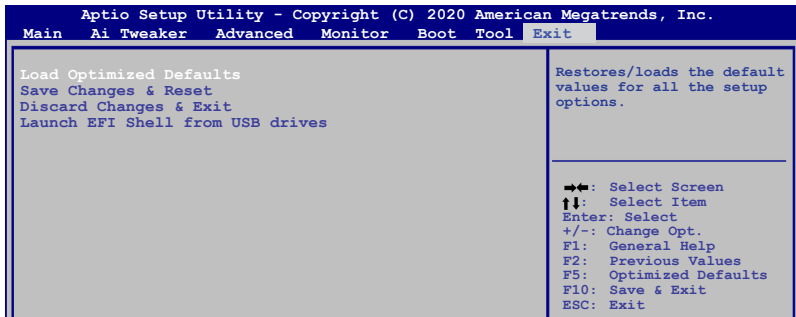 Aptio Setup Utility - Copyright (C) 2020 American Megatrends, Inc.
Main Ai Tweaker Advanced Monitor Boot Tool Exit
Load Optimized Defaults
Save Changes & Reset
Discard Changes & Exit
Launch EFI Shell from USB drives
Restores/loads the default
values for all the setup
options.
→←: Select Screen
↑↓: Select Item
Enter: Select
+/-: Change Opt.
F1: General Help
F2: Previous Values
F5: Optimized Defaults
F10: Save & Exit
ESC: Exit